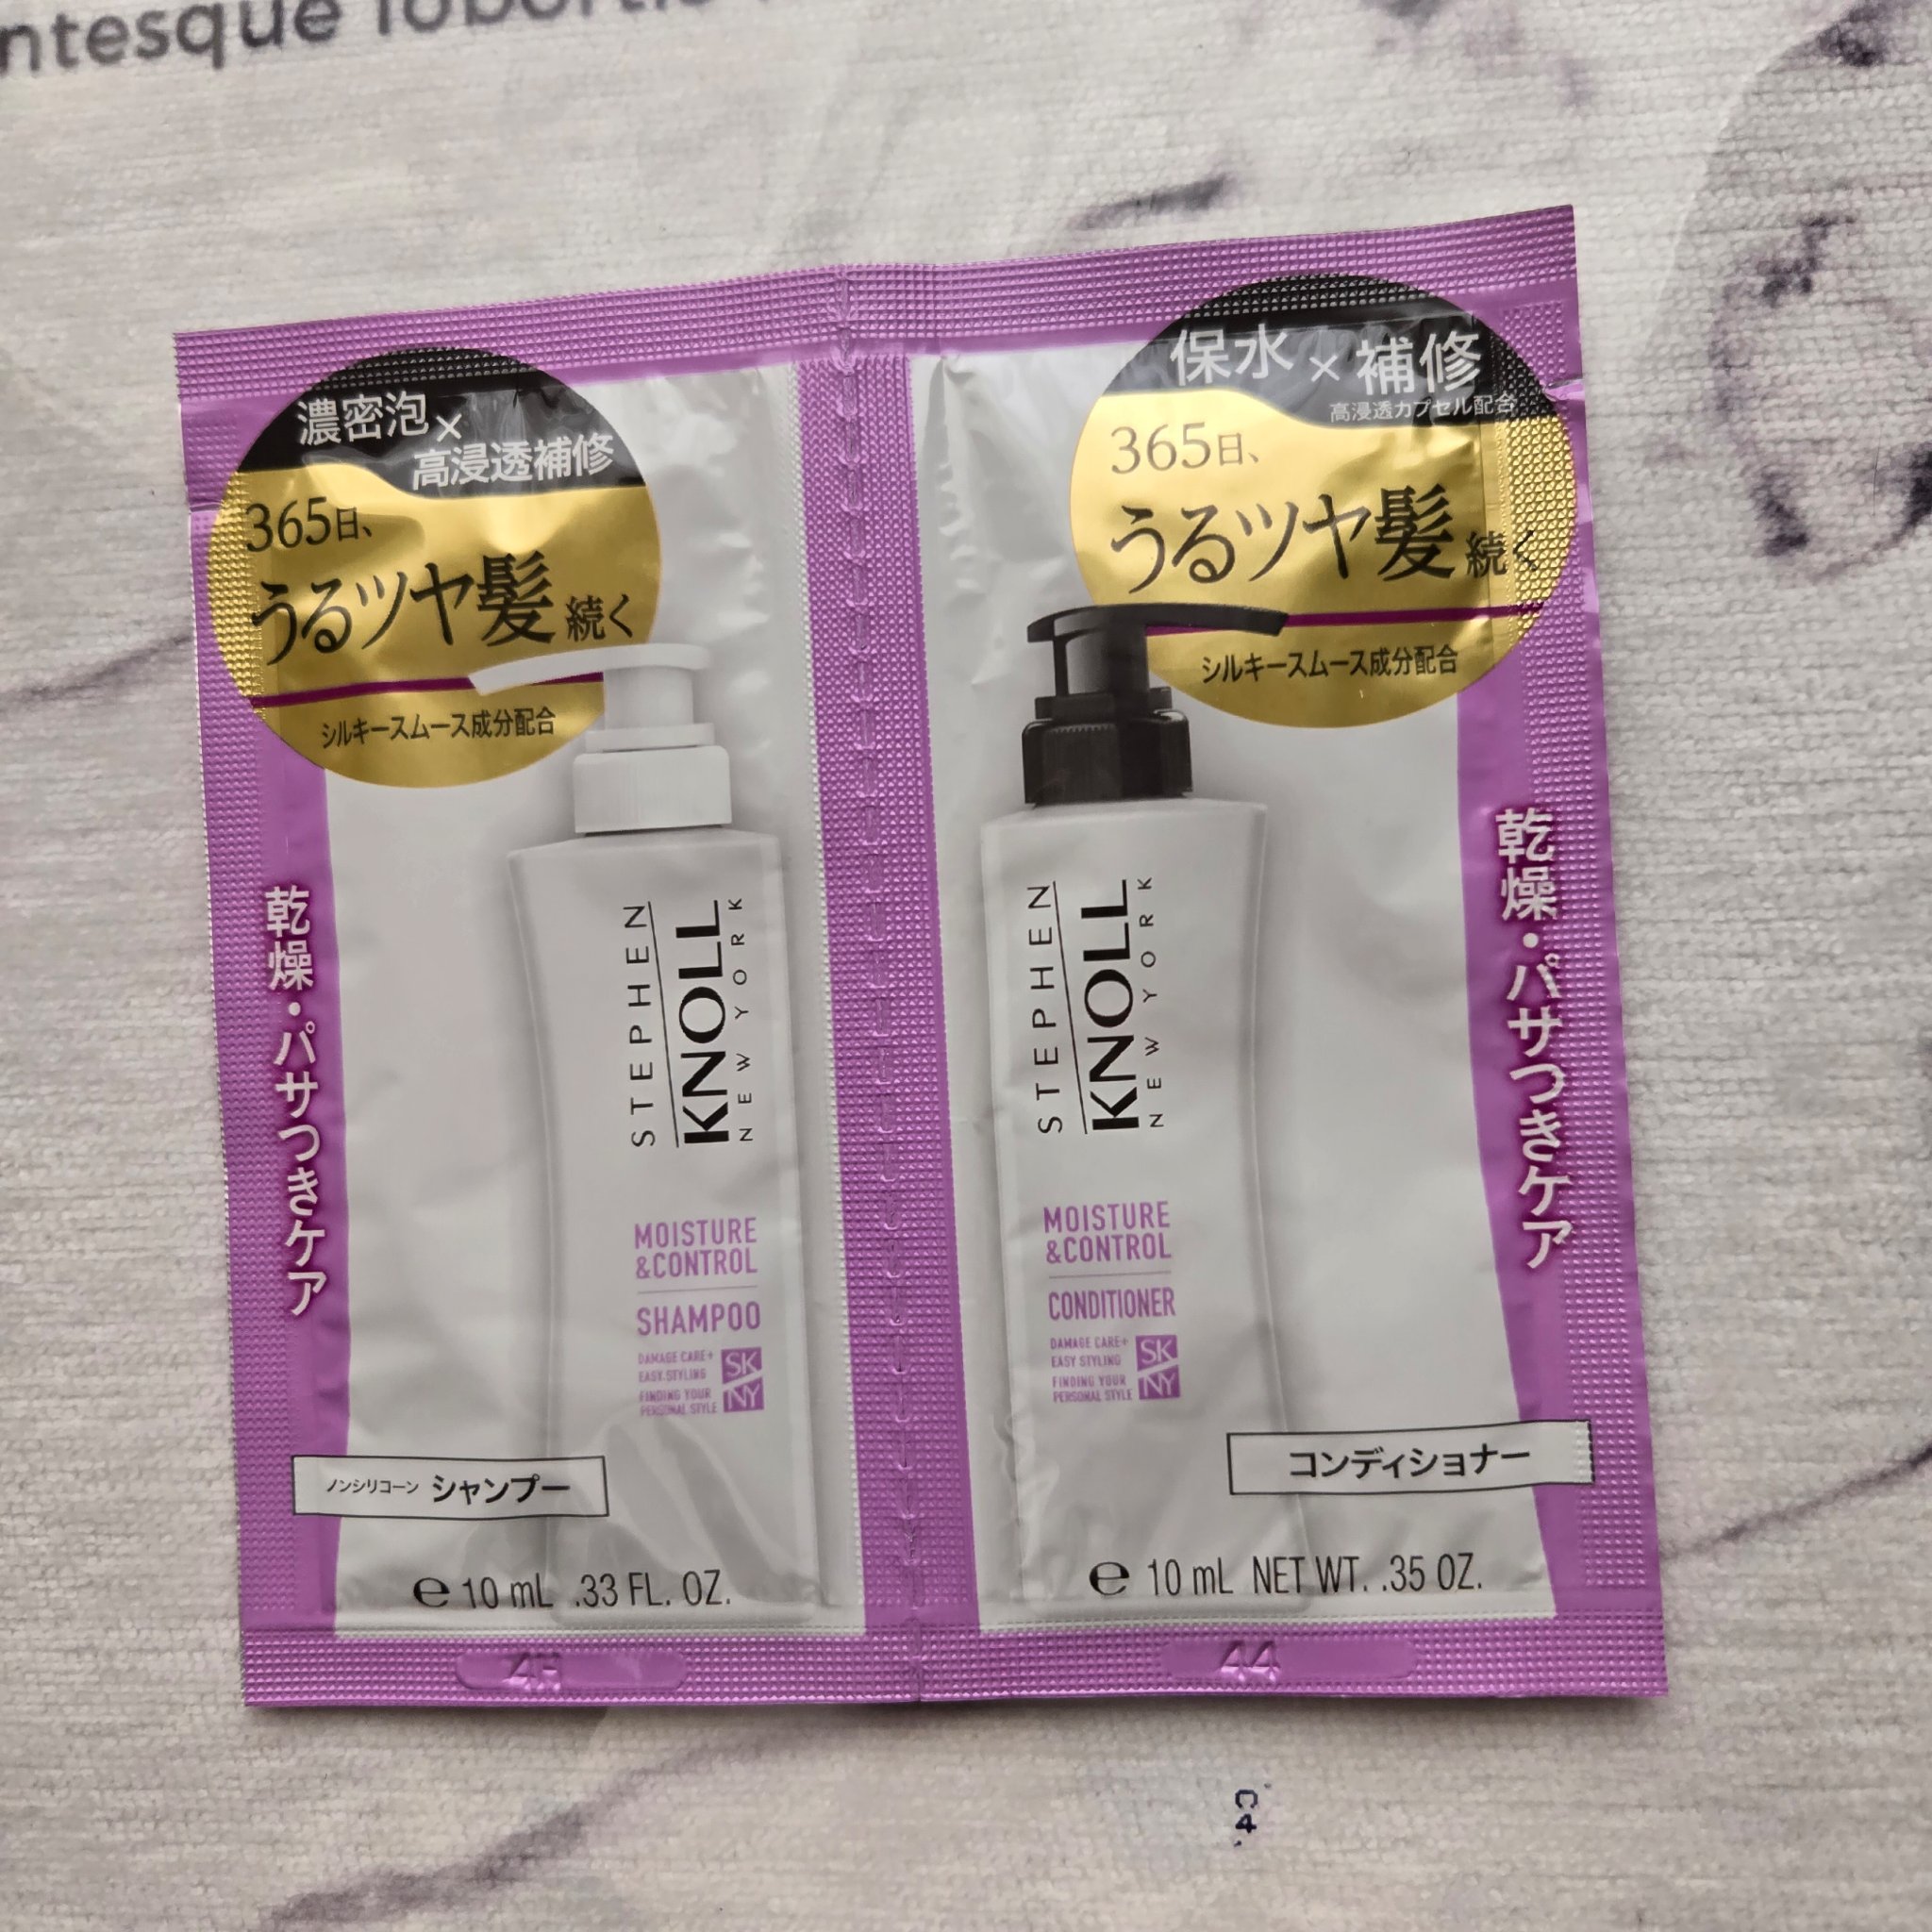 ntesque lobortis
濃密泡×
高浸透補修
365日、
うるツヤ髪 続く
シルキースムース成分配合
乾燥・パサつきケア
STEPHEN
KNOLL
NEW YORK
MOISTURE
&CONTROL
SHAMPOO
DAMAGE CARE+
EASY STYLING
FINDING YOUR
PERSONAL STYLE
SK
NY
ノンシリコーン シャンプー
℮ 10 mL .33 FL. OZ.
保水 × 補修
高浸透カプセル配合
365日、
うるツヤ髪 続く
シルキースムース成分配合
乾燥・パサつきケア
STEPHEN
KNOLL
NEW YORK
MOISTURE
&CONTROL
CONDITIONER
DAMAGE CARE+
EASY STYLING
FINDING YOUR
PERSONAL STYLE
SK
NY
コンディショナー
℮ 10 mL NET WT. .35 OZ.
44